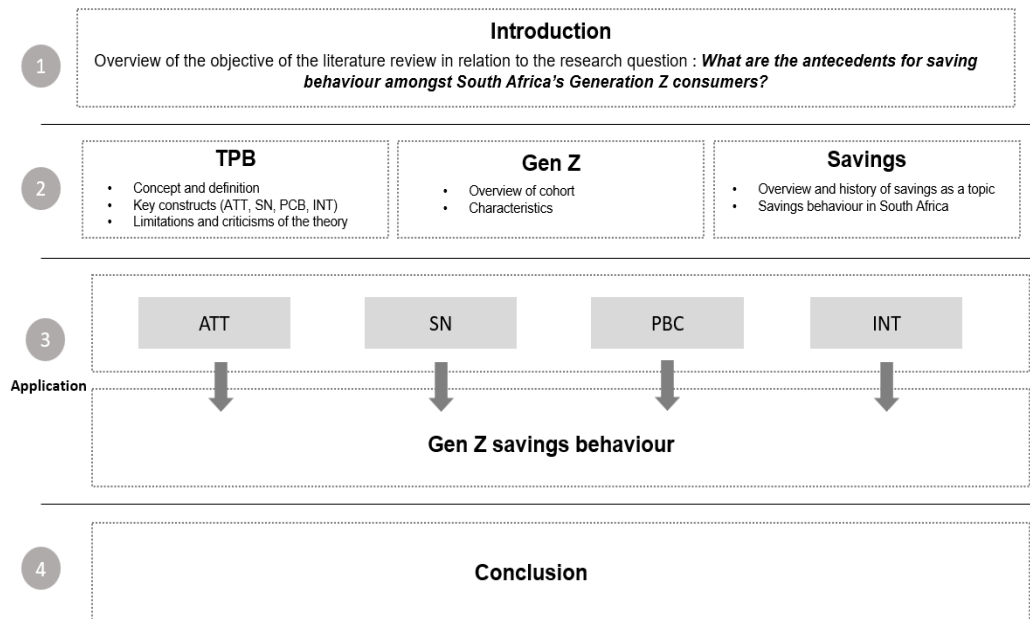 Introduction
1
Overview of the objective of the literature review in relation to the research question : What are the antecedents for saving
behaviour amongst South Africa's Generation Z consumers?
2
TPB
• Concept and definition
• Key constructs (ATT, SN, PCB, INT)
• Limitations and criticisms of the theory
Gen Z
• Overview of cohort
• Characteristics
Savings
• Overview and history of savings as a topic
• Savings behaviour in South Africa
3
Application
ATT
SN
PBC
INT
Gen Z savings behaviour
4
Conclusion